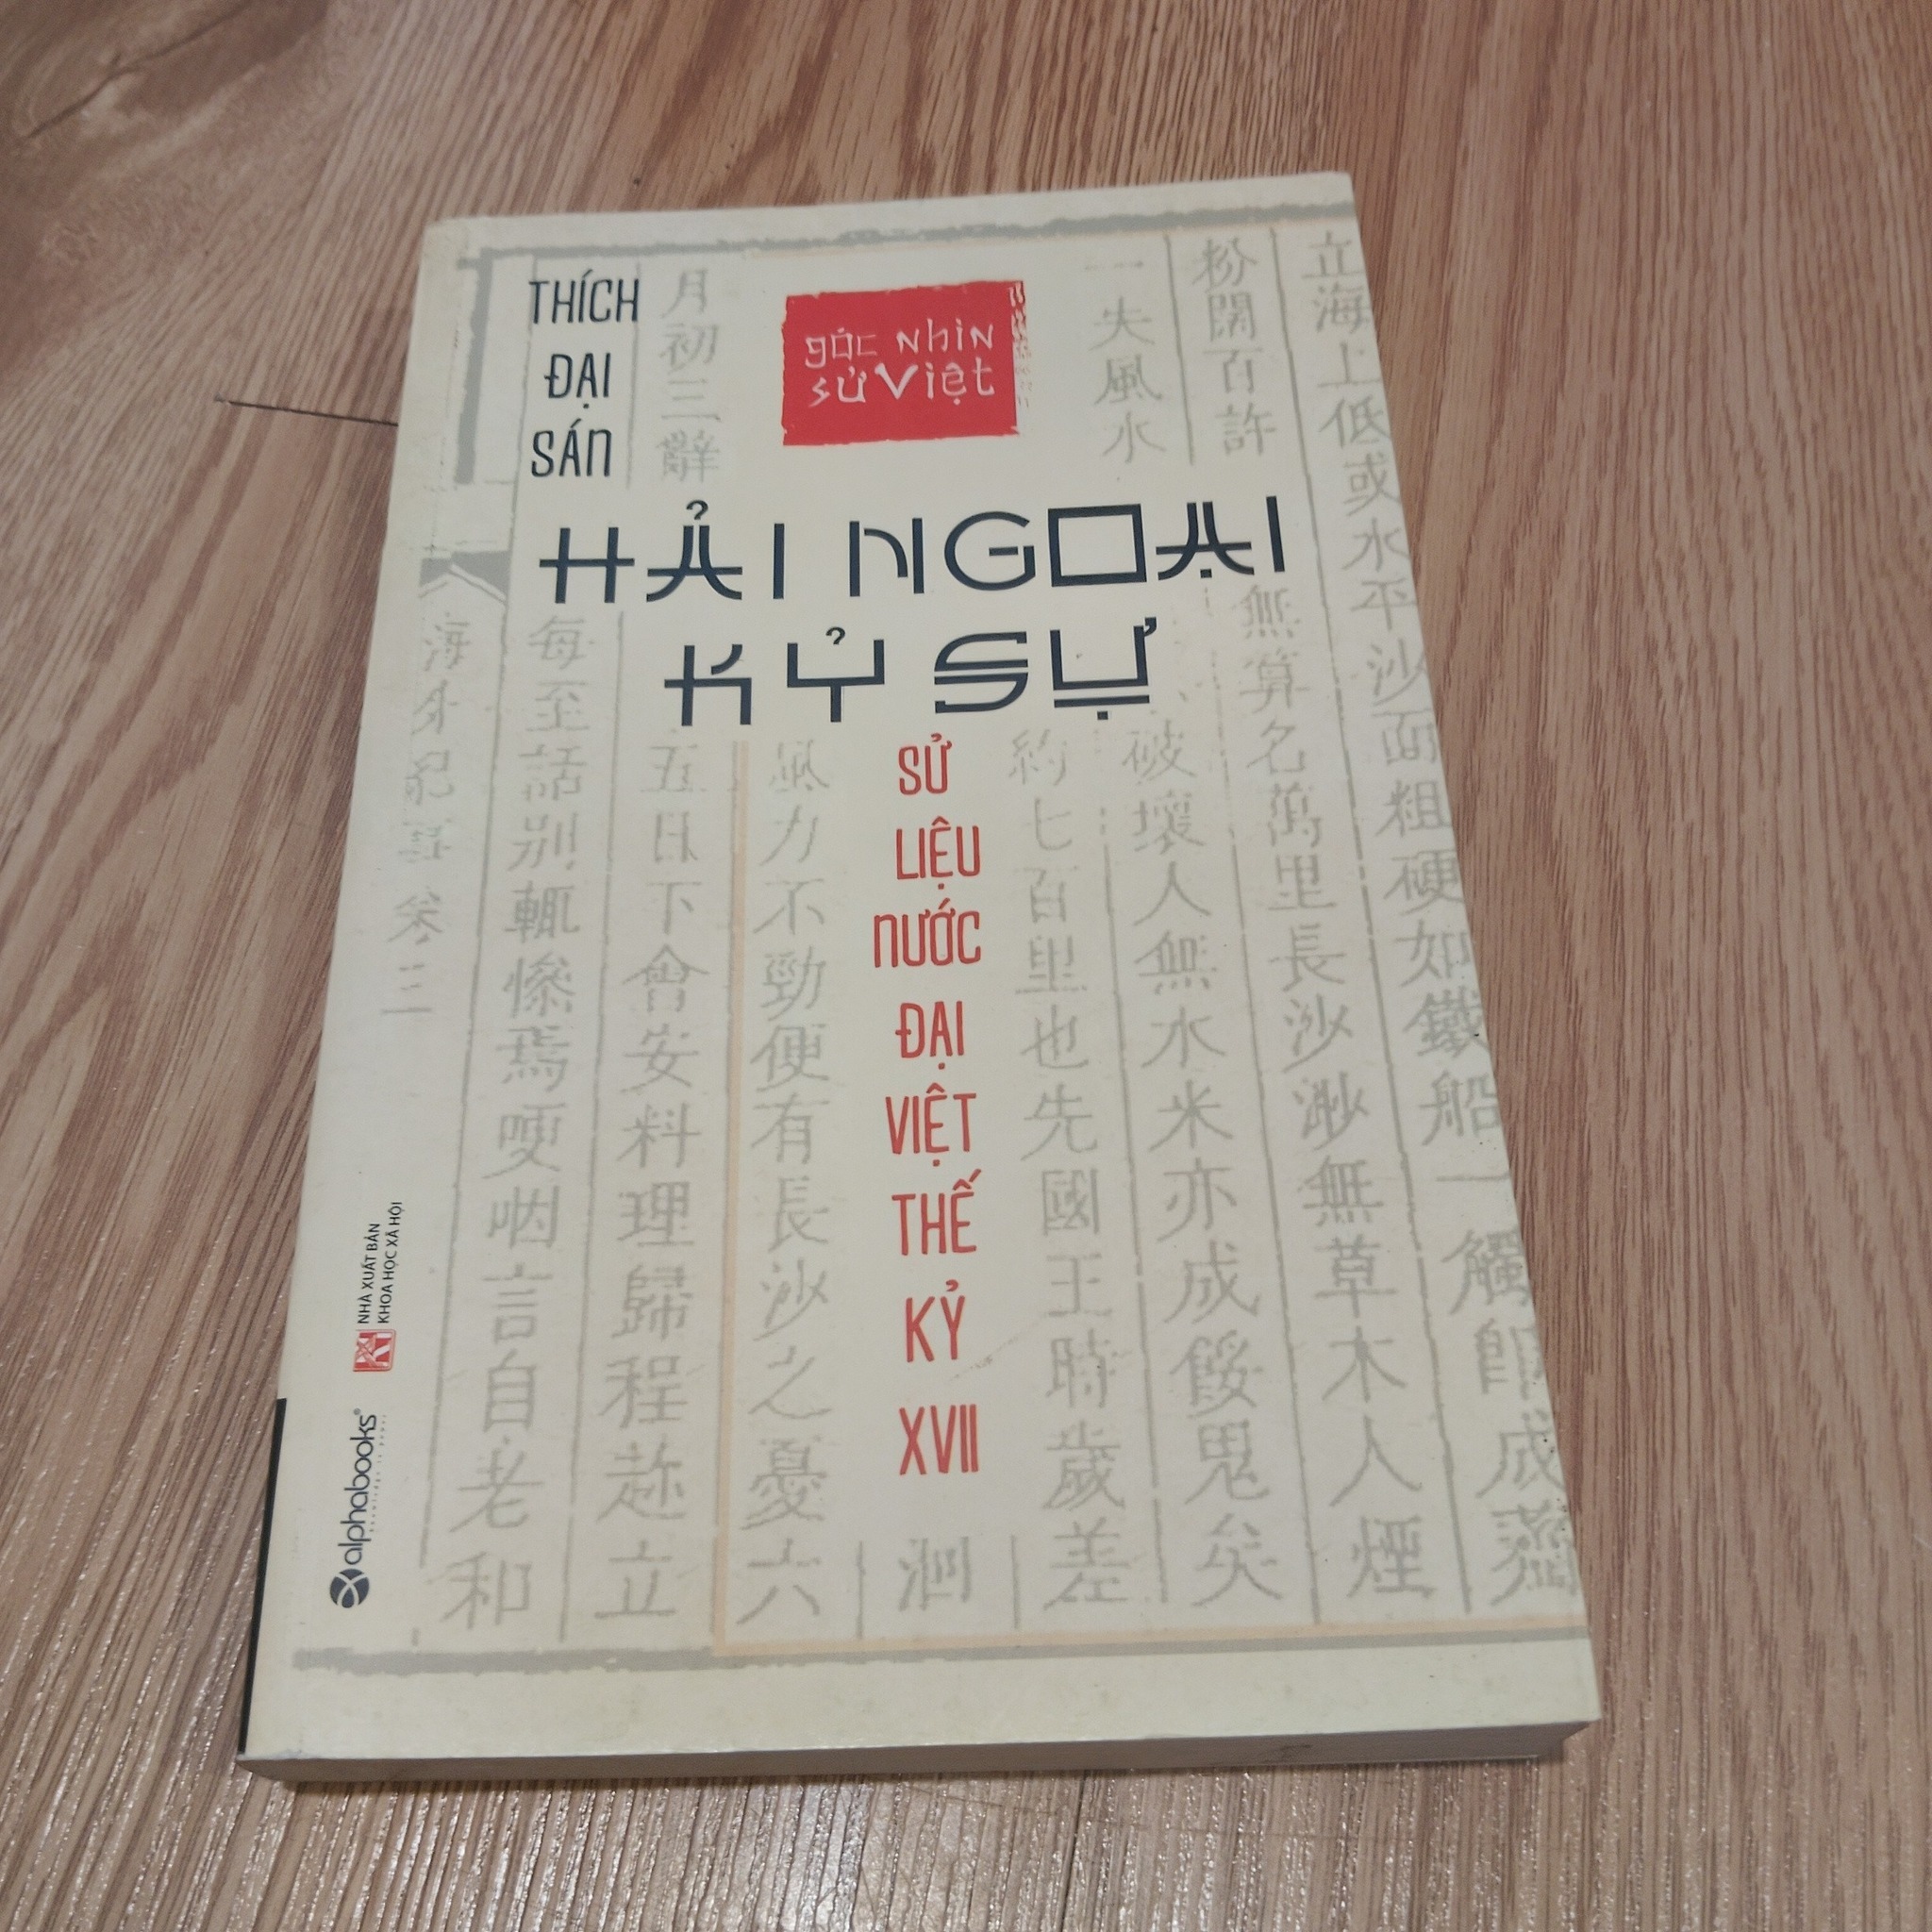 THÍCH
ĐẠI
SÁN
góc nhìn
sử Việt
HẢI NGOẠI
KỶ SỰ
SỬ
LIỆU
NƯỚC
ĐẠI
VIỆT
THẾ
KỶ
XVII
NHÀ XUẤT BẢN
KHOA HỌC XÃ HỘI
alphabooks®
立海上低或水平沙面粗硬如鐵船一觸即成齏
粉闊百許
無算名萬里長沙渺無草木人煙
一失風水
破壞人無水米亦成餒鬼矣
約七百里也先國王時歲差
洄
風力不勁便有長沙之憂六
月初三辭
五日下會安料理歸程趂立
每至話別輒慘焉哽咽言自老和
海外紀事 卷三